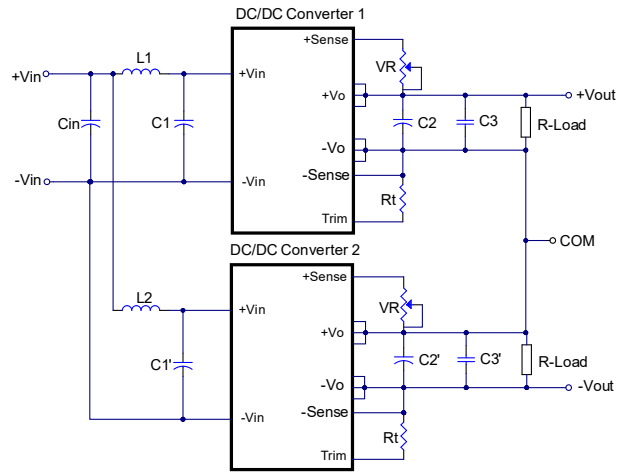 DC/DC Converter 1
+Sense
L1
VR
+Vin
+Vin
+Vo
+Vout
Cin
C1
C2
C3
R-Load
-Vo
-Vin
-Vin
-Sense
Rt
Trim
COM
DC/DC Converter 2
+Sense
L2
VR
+Vin
+Vo
C1'
C2'
C3'
R-Load
-Vo
-Vout
-Sense
-Vin
Rt
Trim